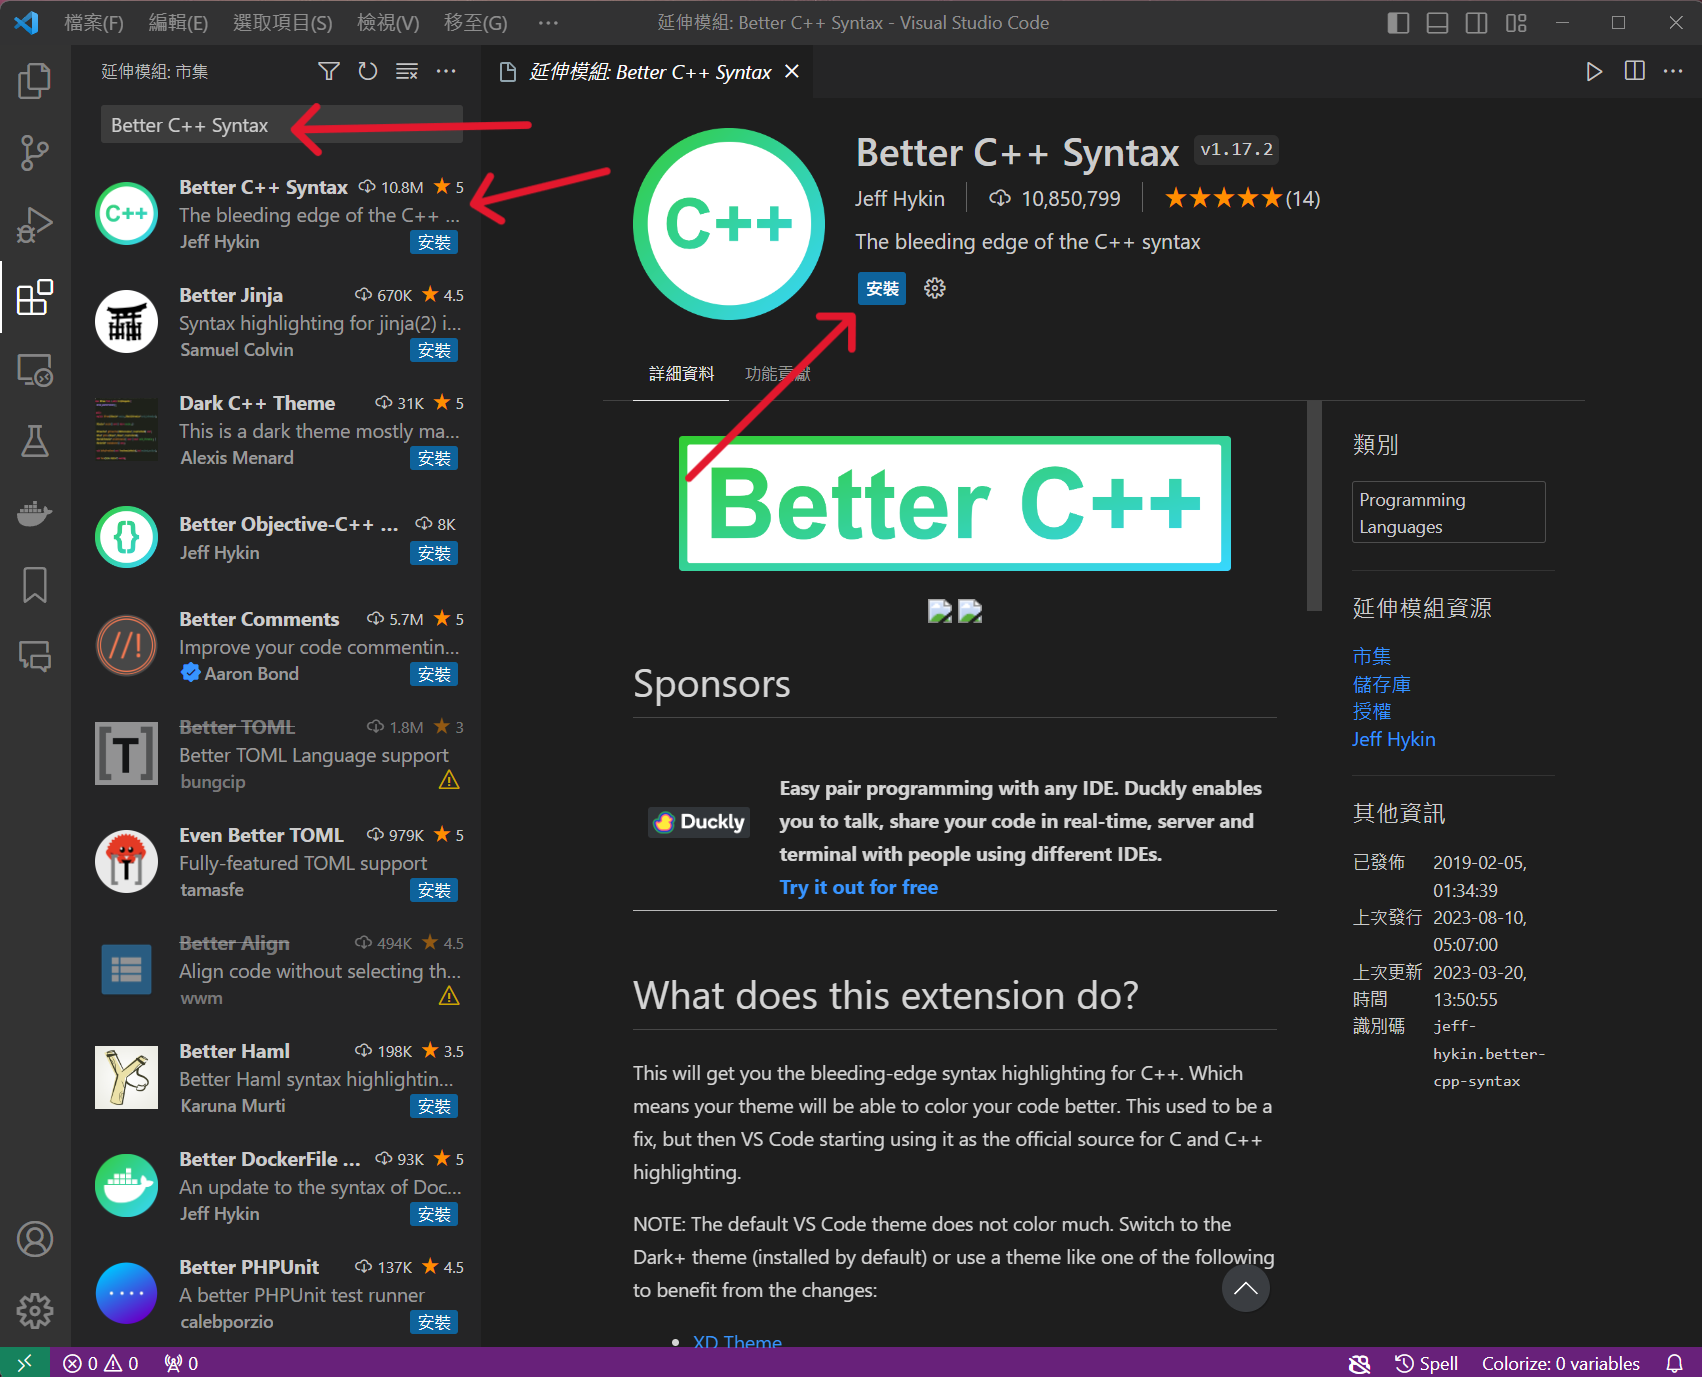 檔案(F) 編輯(E) 選取項目(S) 檢視(V) 移至(G) ··· 延伸模組: Better C++ Syntax - Visual Studio Code
延伸模組: 市集
延伸模組: Better C++ Syntax
Better C++ Syntax
Better C++ Syntax 10.8M 5
The bleeding edge of the C++ ...
Jeff Hykin 安裝
Better Jinja 670K 4.5
Syntax highlighting for jinja(2) i...
Samuel Colvin 安裝
Dark C++ Theme 31K 5
This is a dark theme mostly ma...
Alexis Menard 安裝
Better Objective-C++ ... 8K
Jeff Hykin 安裝
Better Comments 5.7M 5
Improve your code commentin...
Aaron Bond 安裝
Better TOML 1.8M 3
Better TOML Language support
bungcip
Even Better TOML 979K 5
Fully-featured TOML support
tamasfe 安裝
Better Align 494K 4.5
Align code without selecting th...
wwm
Better Haml 198K 3.5
Better Haml syntax highlightin...
Karuna Murti 安裝
Better DockerFile ... 93K 5
An update to the syntax of Doc...
Jeff Hykin 安裝
Better PHPUnit 137K 4.5
A better PHPUnit test runner
calebporzio 安裝
C++
Better C++ Syntax v1.17.2
Jeff Hykin 10,850,799 (14)
The bleeding edge of the C++ syntax
安裝
詳細資料 功能貢獻
Better C++
Sponsors
Duckly
Easy pair programming with any IDE. Duckly enables
you to talk, share your code in real-time, server and
terminal with people using different IDEs.
Try it out for free
What does this extension do?
This will get you the bleeding-edge syntax highlighting for C++. Which
means your theme will be able to color your code better. This used to be a
fix, but then VS Code starting using it as the official source for C and C++
highlighting.
NOTE: The default VS Code theme does not color much. Switch to the
Dark+ theme (installed by default) or use a theme like one of the following
to benefit from the changes:
• XD Theme
類別
Programming
Languages
延伸模組資源
市集
儲存庫
授權
Jeff Hykin
其他資訊
已發佈 2019-02-05,
01:34:39
上次發行 2023-08-10,
05:07:00
上次更新 2023-03-20,
時間 13:50:55
識別碼 jeff-
hykin.better-
cpp-syntax
0 0 0 Spell Colorize: 0 variables